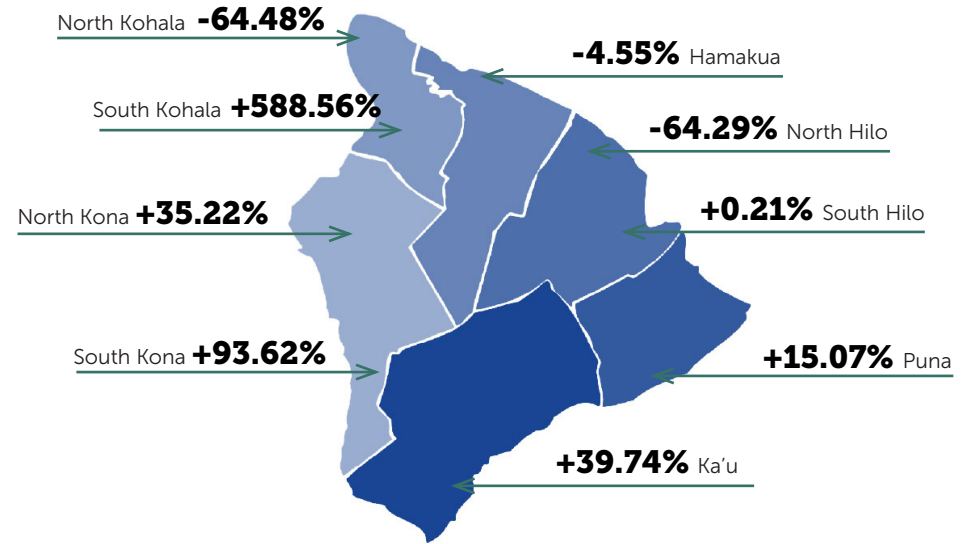 North Kohala -64.48%
-4.55% Hamakua
South Kohala +588.56%
-64.29% North Hilo
North Kona +35.22%
+0.21% South Hilo
South Kona +93.62%
+15.07% Puna
+39.74% Ka’u